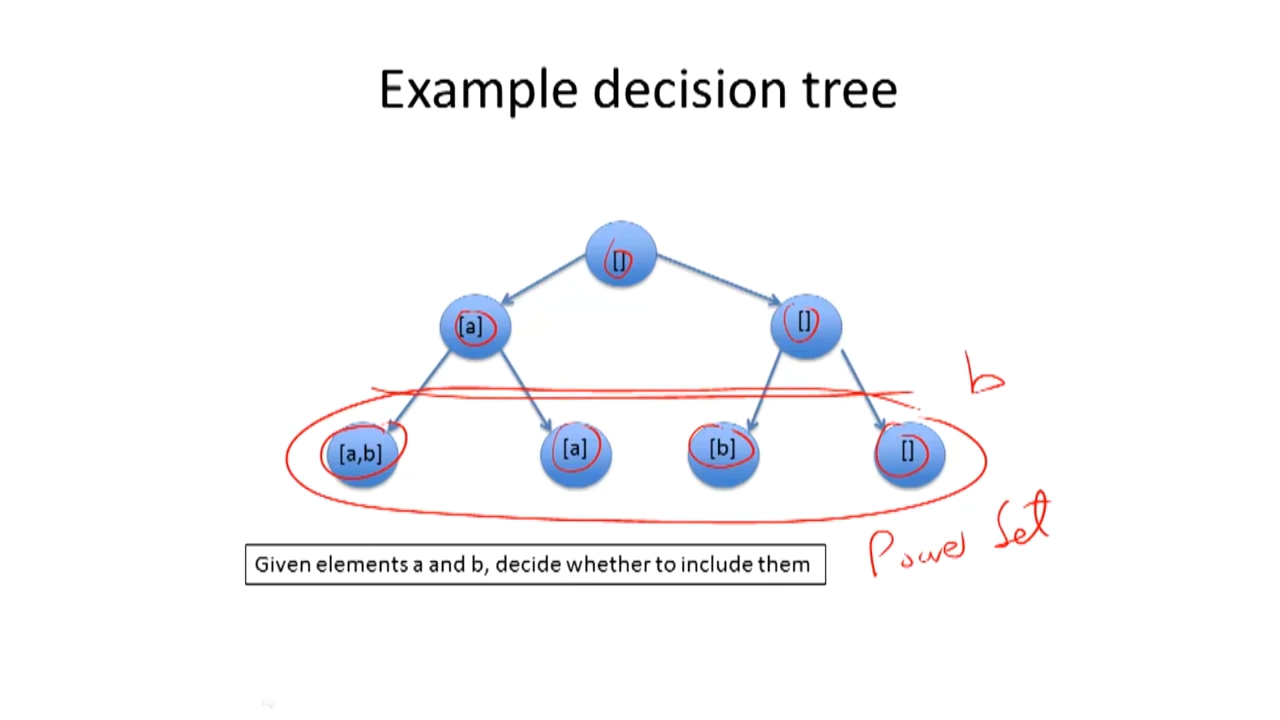 Example decision tree
[]
[a]
[]
b
[a,b]
[a]
[b]
[]
Power Set
Given elements a and b, decide whether to include them